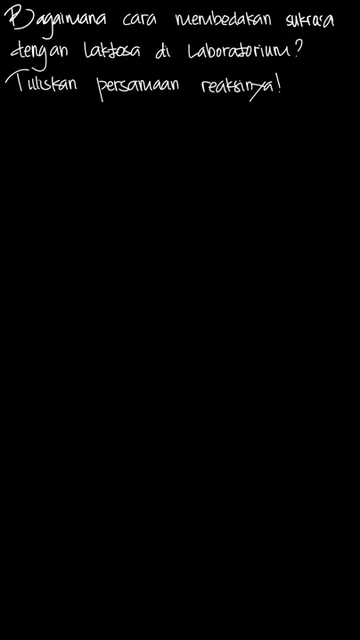 Bagaimana cara membedakan sukrosa
dengan laktosa di Laboratorium?
Tuliskan persamaan reaksinya!